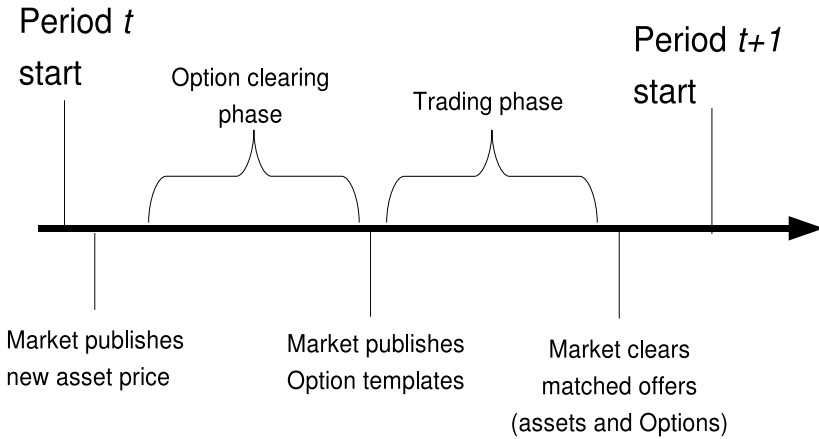 Period t
start
Option clearing
phase
Trading phase
Period t+1
start
Market publishes
new asset price
Market publishes
Option templates
Market clears
matched offers
(assets and Options)